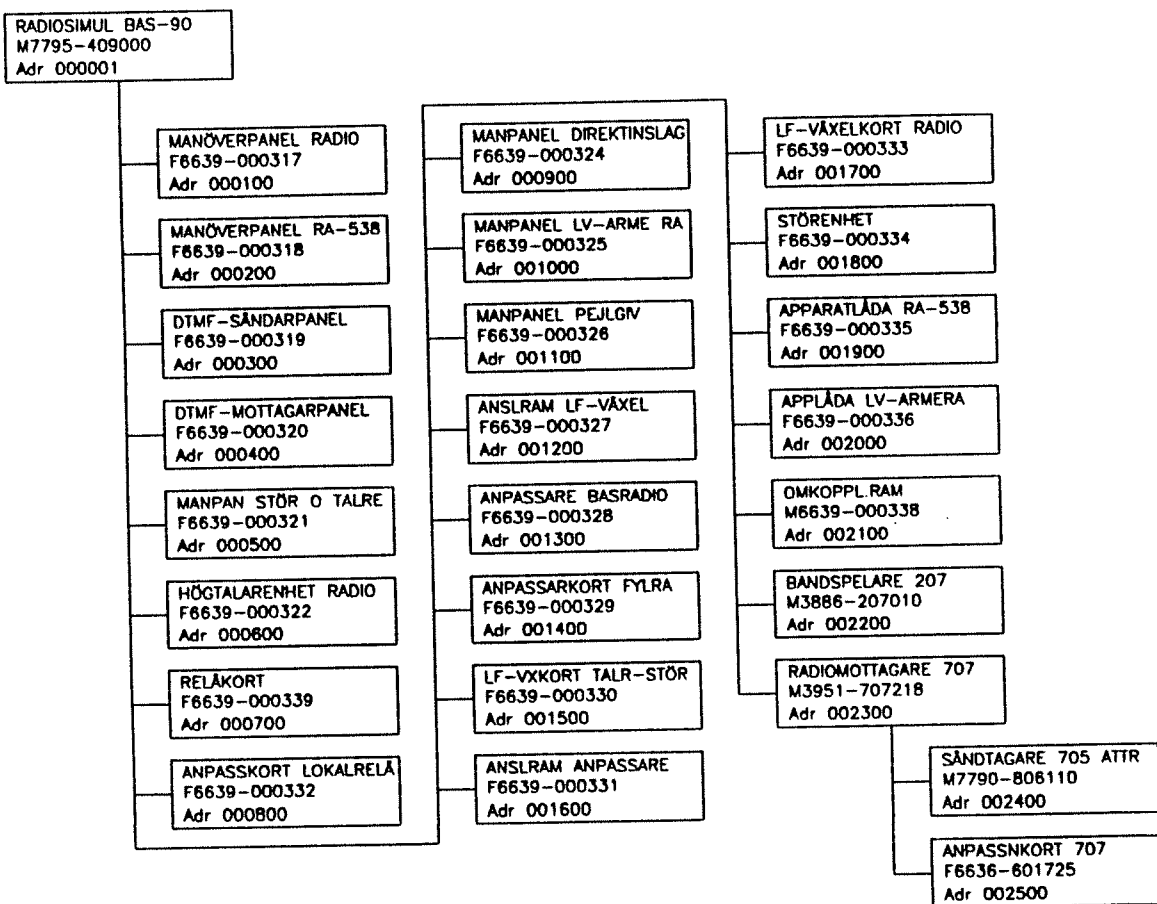 RADIOSIMUL BAS-90
M7795-409000
Adr 000001
MANÖVERPANEL RADIO
F6639-000317
Adr 000100
MANÖVERPANEL RA-538
F6639-000318
Adr 000200
DTMF-SÄNDARPANEL
F6639-000319
Adr 000300
DTMF-MOTTAGARPANEL
F6639-000320
Adr 000400
MANPAN STÖR O TALRE
F6639-000321
Adr 000500
HÖGTALARENHET RADIO
F6639-000322
Adr 000600
RELÄKORT
F6639-000339
Adr 000700
ANPASSKORT LOKALRELÄ
F6639-000332
Adr 000800
MANPANEL DIREKTINSLAG
F6639-000324
Adr 000900
MANPANEL LV-ARME RA
F6639-000325
Adr 001000
MANPANEL PEJLGIV
F6639-000326
Adr 001100
ANSLRAM LF-VÄXEL
F6639-000327
Adr 001200
ANPASSARE BASRADIO
F6639-000328
Adr 001300
ANPASSARKORT FYLRA
F6639-000329
Adr 001400
LF-VXKORT TALR-STÖR
F6639-000330
Adr 001500
ANSLRAM ANPASSARE
F6639-000331
Adr 001600
LF-VÄXELKORT RADIO
F6639-000333
Adr 001700
STÖRENHET
F6639-000334
Adr 001800
APPARATLÅDA RA-538
F6639-000335
Adr 001900
APPLÅDA LV-ARMERA
F6639-000336
Adr 002000
OMKOPPL.RAM
M6639-000338
Adr 002100
BANDSPELARE 207
M3886-207010
Adr 002200
RADIOMOTTAGARE 707
M3951-707218
Adr 002300
SÄNDTAGARE 705 ATTR
M7790-806110
Adr 002400
ANPASSNKORT 707
F6636-601725
Adr 002500